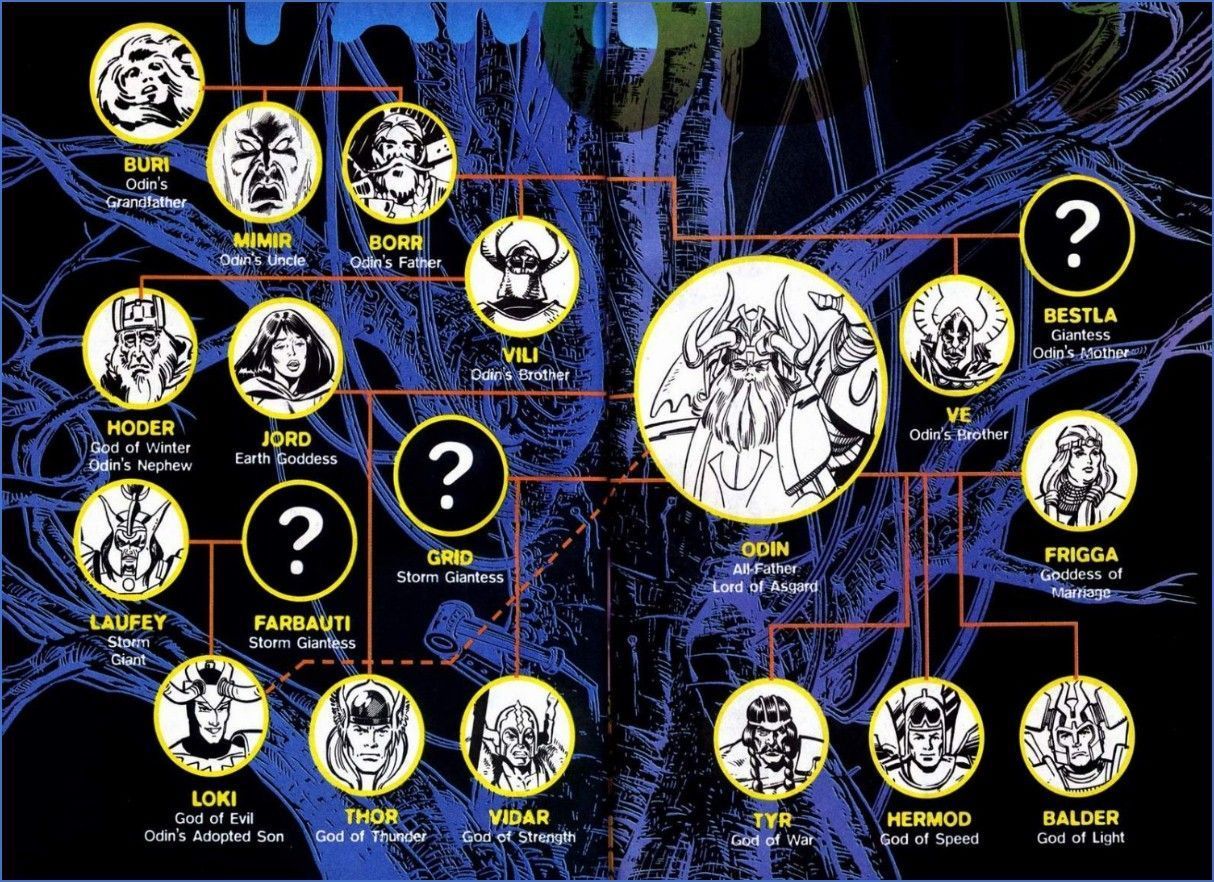 BURI
Odin's
Grandfather
MIMIR
Odin's Uncle
BORR
Odin's Father
?
BESTLA
Giantess
Odin's Mother
VILI
Odin's Brother
VE
Odin's Brother
HODER
God of Winter
Odin's Nephew
JORD
Earth Goddess
?
GRID
Storm Giantess
ODIN
All-Father
Lord of Asgard
FRIGGA
Goddess of
Marriage
LAUFEY
Storm
Giant
?
FARBAUTI
Storm Giantess
LOKI
God of Evil
Odin's Adopted Son
THOR
God of Thunder
VIDAR
God of Strength
TYR
God of War
HERMOD
God of Speed
BALDER
God of Light